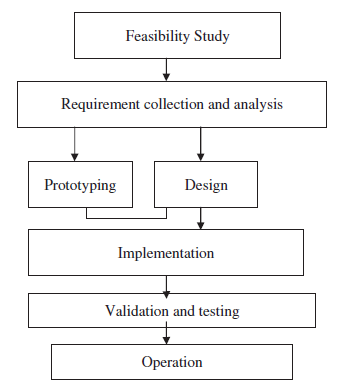 Feasibility Study
Requirement collection and analysis
Prototyping
Design
Implementation
Validation and testing
Operation